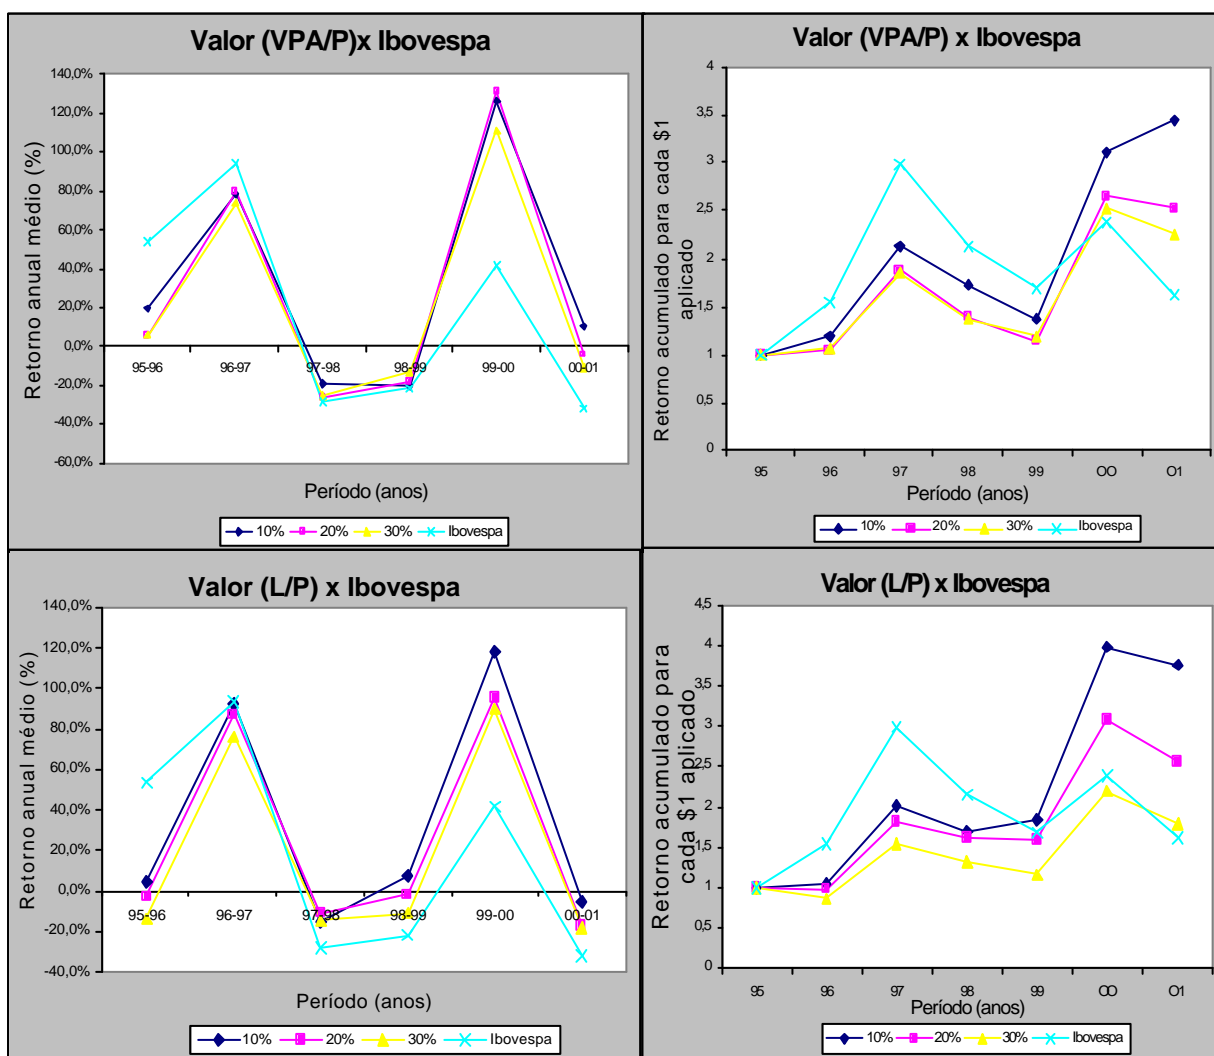 Valor (VPA/P)x Ibovespa
Retorno anual médio (%)
140,0%
120,0%
100,0%
80,0%
60,0%
40,0%
20,0%
0,0%
-20,0%
-40,0%
-60,0%
95-96 96-97 97-98 98-99 99-00 00-01
Período (anos)
10% 20% 30% Ibovespa
Valor (VPA/P) x Ibovespa
Retorno acumulado para cada $1
aplicado
4
3,5
3
2,5
2
1,5
1
0,5
0
95 96 97 98 99 OO O1
Período (anos)
10% 20% 30% Ibovespa
Valor (L/P) x Ibovespa
Retorno anual médio (%)
140,0%
120,0%
100,0%
80,0%
60,0%
40,0%
20,0%
0,0%
-20,0%
-40,0%
95-96 96-97 97-98 98-99 99-00 00-01
Período (anos)
10% 20% 30% Ibovespa
Valor (L/P) x Ibovespa
Retorno acumulado para
cada $1 aplicado
4,5
4
3,5
3
2,5
2
1,5
1
0,5
0
95 96 97 98 99 OO O1
Período (anos)
10% 20% 30% Ibovespa